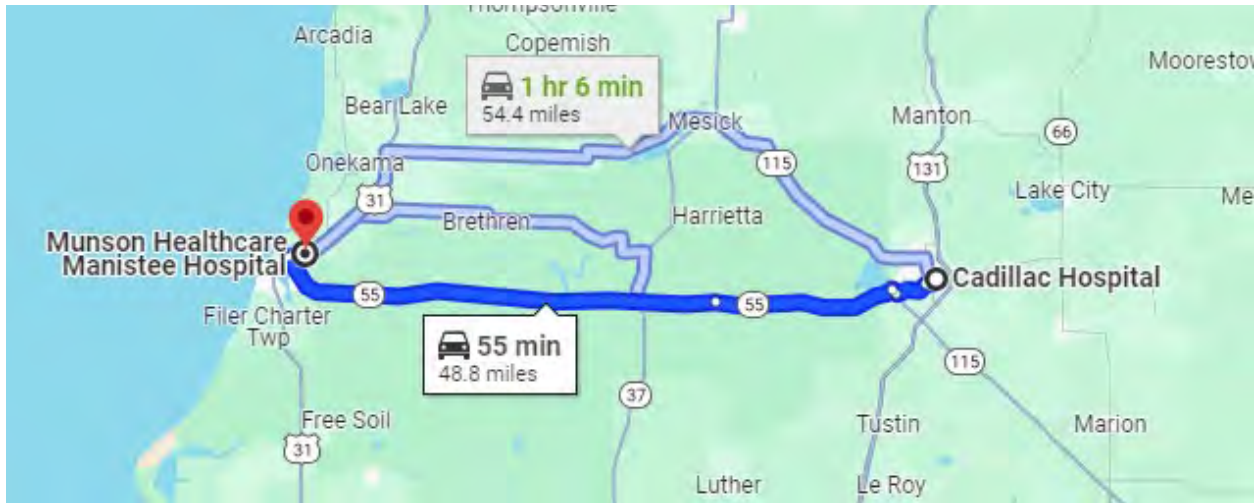 Thompsonville
Arcadia
Copemish
Moorestow
1 hr 6 min
54.4 miles
Bear Lake
Mesick
Manton
66
Onekama
115
131
31
Lake City
Me
Brethren
Harrietta
Munson Healthcare
Manistee Hospital
Cadillac Hospital
55
55
Filer Charter
Twp
55 min
48.8 miles
115
37
Free Soil
Tustin
Marion
31
Luther
Le Roy